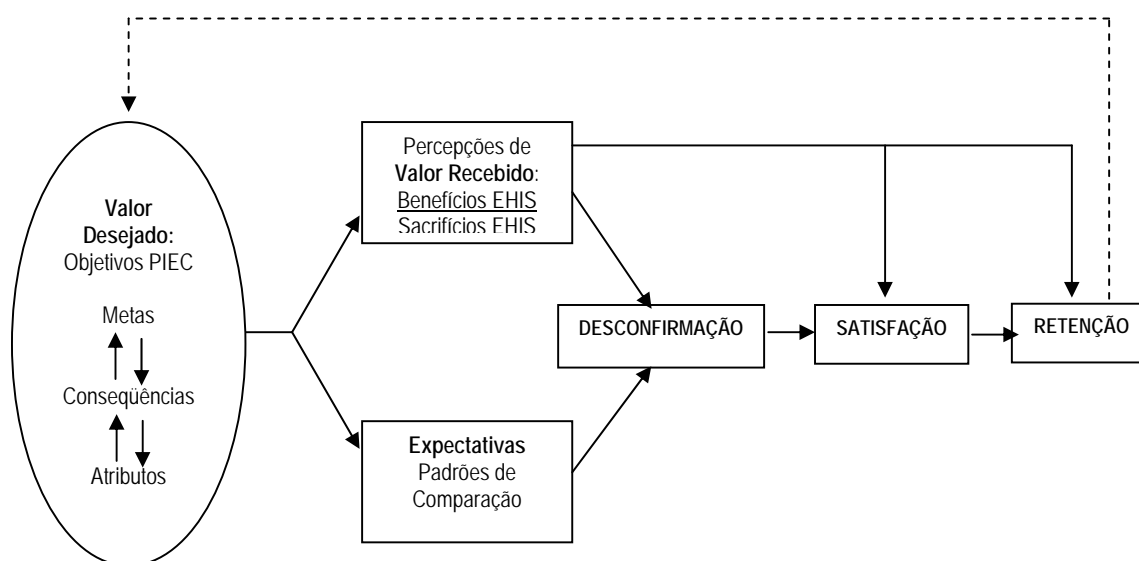 Valor
Desejado:
Objetivos PIEC
Metas
Conseqüências
Atributos
Percepções de
Valor Recebido:
Benefícios EHIS
Sacrifícios EHIS
Expectativas
Padrões de
Comparação
DESCONFIRMAÇÃO
SATISFAÇÃO
RETENÇÃO